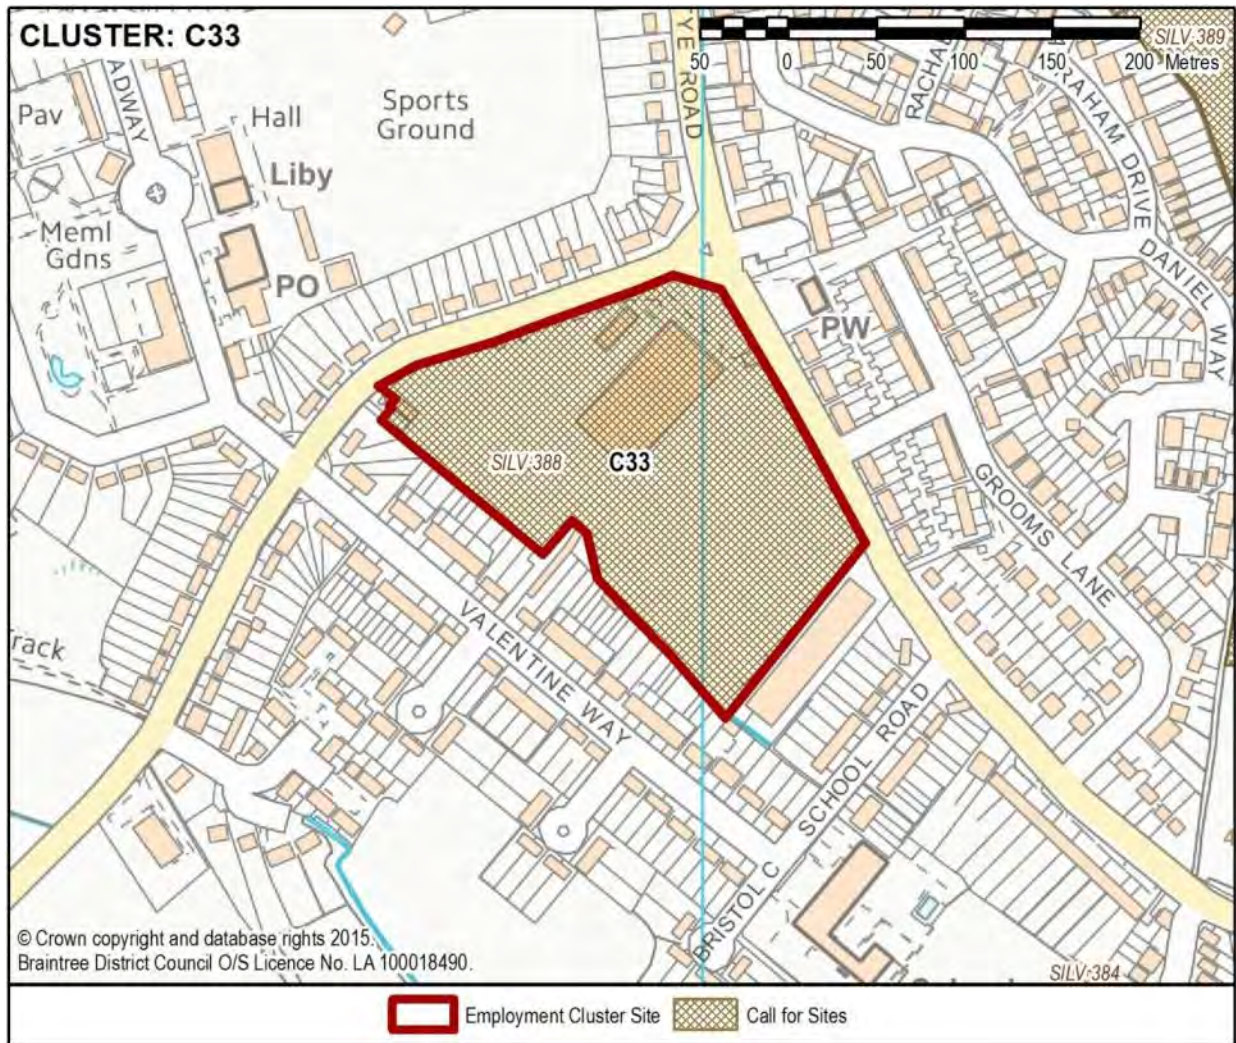 CLUSTER: C33
50 0 50 100 150 200 Metres
SILV-389
ADWAY
Pav
Hall
Sports
Ground
YE ROAD
RACHA
RAHAM DRIVE
Liby
Meml
Gdns
PO
PW
DANIEL WAY
SILV-388
C33
GROOMS LANE
rack
VALENTINE WAY
SCHOOL ROAD
BRISTOL C
© Crown copyright and database rights 2015.
Braintree District Council O/S Licence No. LA 100018490.
SILV-384
Employment Cluster Site
Call for Sites